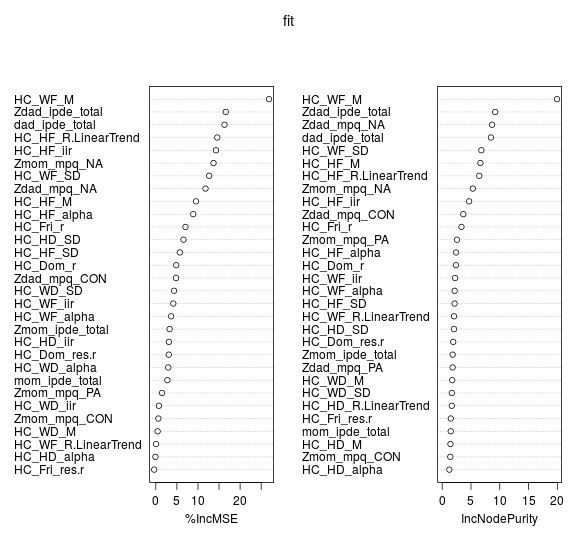 fit
HC_WF_M
Zdad_ipde_total
dad_ipde_total
HC_HF_R.LinearTrend
HC_HF_iir
Zmom_mpq_NA
HC_WF_SD
Zdad_mpq_NA
HC_HF_M
HC_HF_alpha
HC_Fri_r
HC_HD_SD
HC_HF_SD
HC_Dom_r
Zdad_mpq_CON
HC_WD_SD
HC_WF_iir
HC_WF_alpha
Zmom_ipde_total
HC_HD_iir
HC_Dom_res.r
HC_WD_alpha
mom_ipde_total
Zmom_mpq_PA
HC_WD_iir
Zmom_mpq_CON
HC_WD_M
HC_WF_R.LinearTrend
HC_HD_alpha
HC_Fri_res.r
0 5 10 20
%IncMSE
HC_WF_M
Zdad_ipde_total
Zdad_mpq_NA
dad_ipde_total
HC_WF_SD
HC_HF_M
HC_HF_R.LinearTrend
Zmom_mpq_NA
HC_HF_iir
Zdad_mpq_CON
HC_Fri_r
Zmom_mpq_PA
HC_HF_alpha
HC_Dom_r
HC_WF_iir
HC_WF_alpha
HC_HF_SD
HC_WF_R.LinearTrend
HC_HD_SD
HC_Dom_res.r
Zmom_ipde_total
Zdad_mpq_PA
HC_WD_M
HC_WD_SD
HC_HD_R.LinearTrend
HC_Fri_res.r
mom_ipde_total
HC_HD_M
Zmom_mpq_CON
HC_HD_alpha
0 5 10 15 20
IncNodePurity